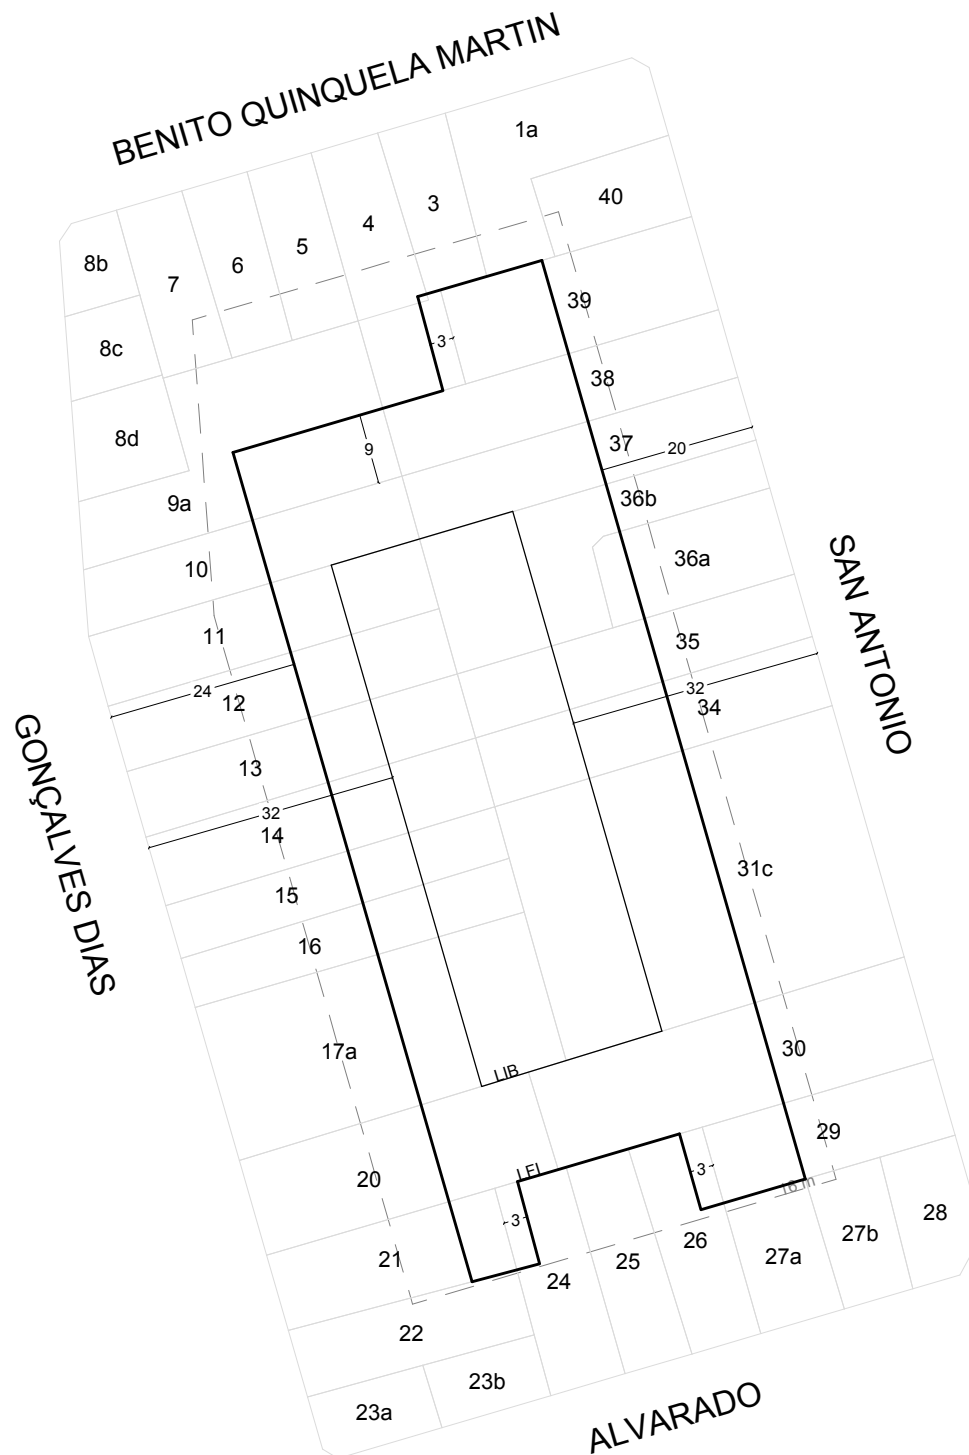 BENITO QUINQUELA MARTIN
1a
40
3
4
5
6
7
8b
8c
8d
9a
39
3
38
37
20
9
36b
10
36a
11
35
24
12
32
34
13
32
14
15
16
31c
17a
30
LIB
29
20
LFI
3
16 m
3
21
22
24
25
26
27a
27b
28
23b
23a
GONÇALVES DIAS
SAN ANTONIO
ALVARADO